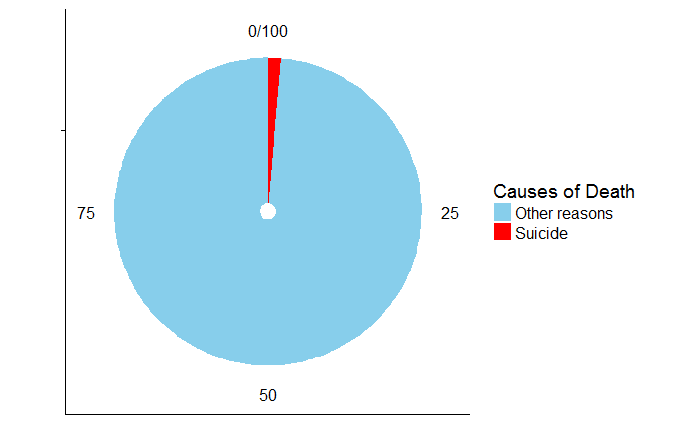 0/100
75
25
50
Causes of Death
Other reasons
Suicide